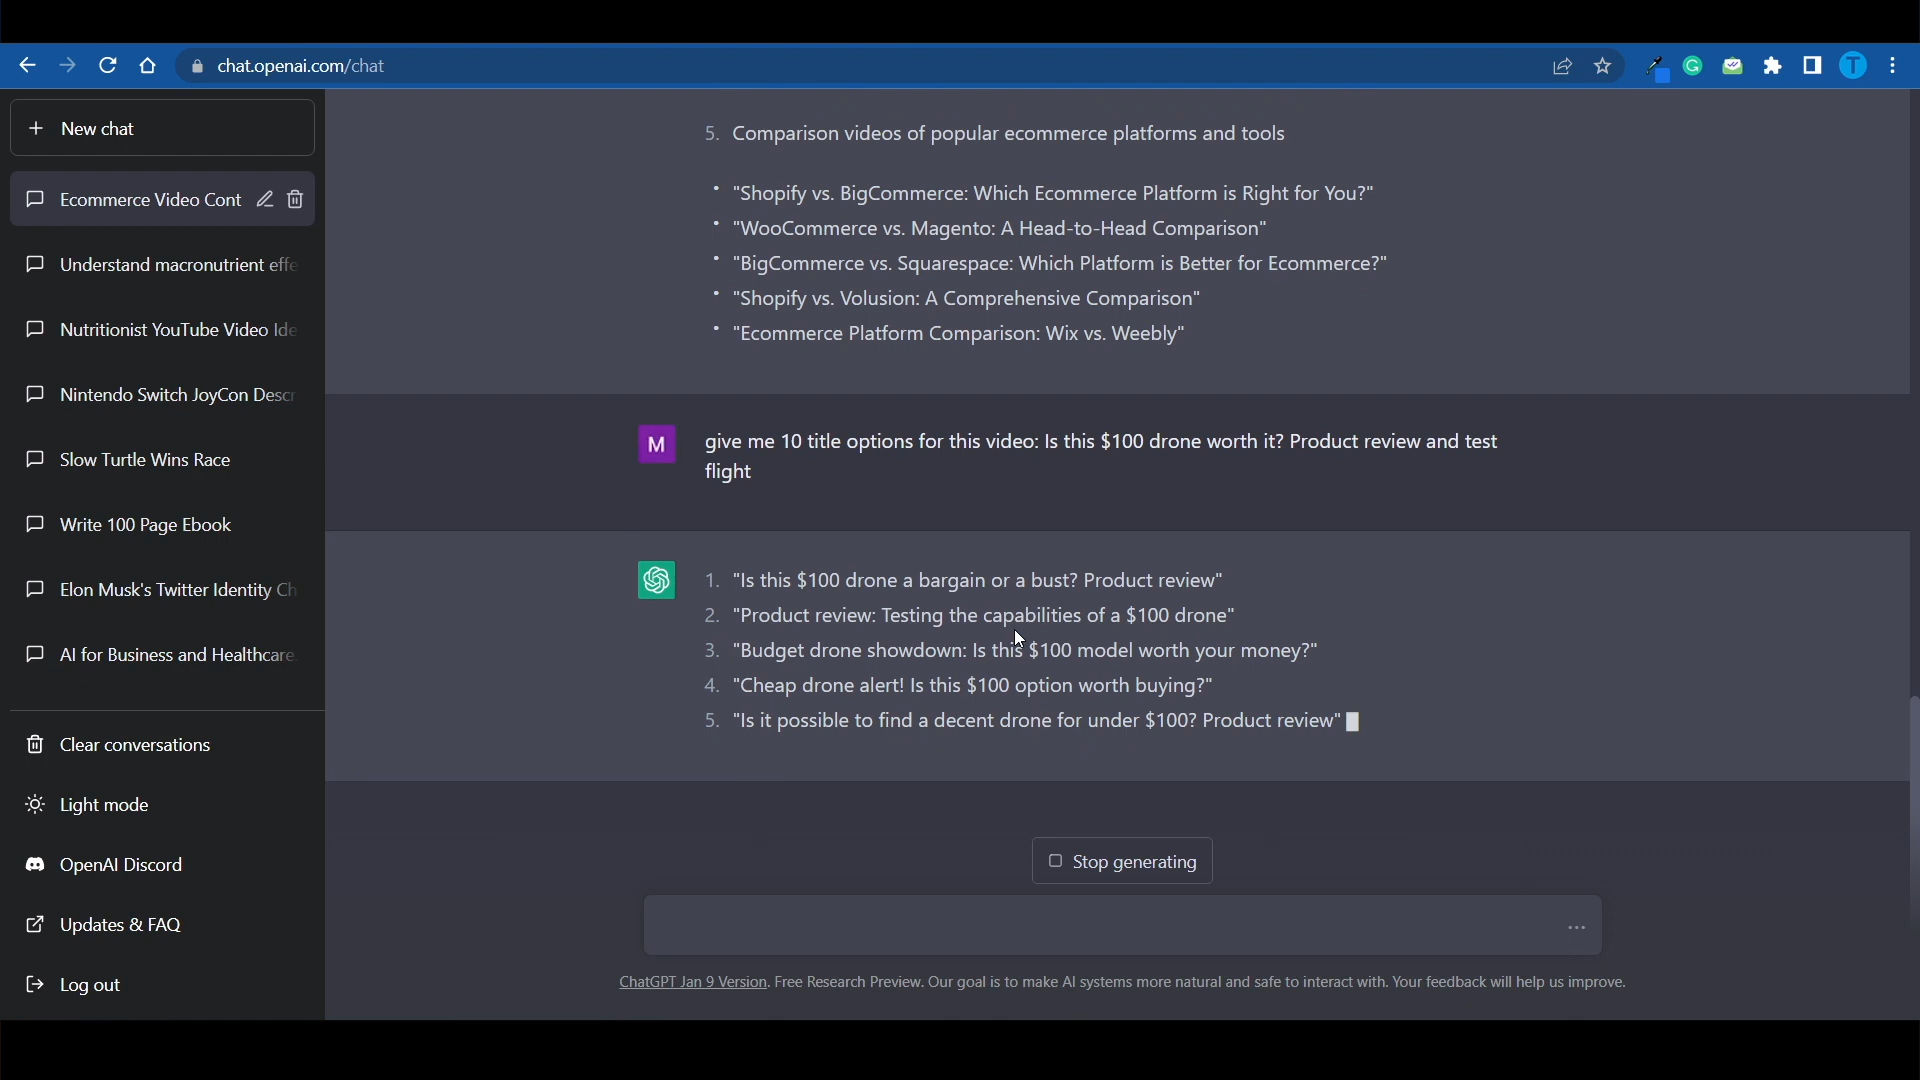 chat.openai.com/chat
T
New chat
Ecommerce Video Cont
Understand macronutrient effe
Nutritionist YouTube Video Ide
Nintendo Switch JoyCon Descr
Slow Turtle Wins Race
Write 100 Page Ebook
Elon Musk's Twitter Identity Ch
AI for Business and Healthcare.
Clear conversations
Light mode
OpenAI Discord
Updates & FAQ
Log out
5. Comparison videos of popular ecommerce platforms and tools
• "Shopify vs. BigCommerce: Which Ecommerce Platform is Right for You?"
• "WooCommerce vs. Magento: A Head-to-Head Comparison"
• "BigCommerce vs. Squarespace: Which Platform is Better for Ecommerce?"
• "Shopify vs. Volusion: A Comprehensive Comparison"
• "Ecommerce Platform Comparison: Wix vs. Weebly"
M
give me 10 title options for this video: Is this $100 drone worth it? Product review and test
flight
1. "Is this $100 drone a bargain or a bust? Product review"
2. "Product review: Testing the capabilities of a $100 drone"
3. "Budget drone showdown: Is this $100 model worth your money?"
4. "Cheap drone alert! Is this $100 option worth buying?"
5. "Is it possible to find a decent drone for under $100? Product review"
Stop generating
ChatGPT Jan 9 Version. Free Research Preview. Our goal is to make AI systems more natural and safe to interact with. Your feedback will help us improve.